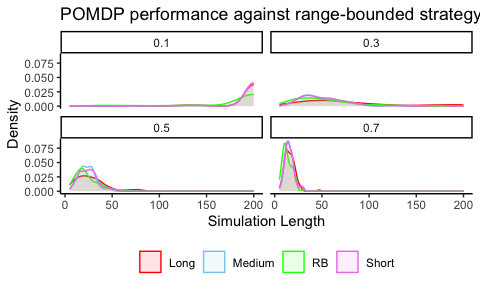 POMDP performance against range-bounded strategy
0.1 0.3
0.075
0.050
0.025
0.000
0.5 0.7
0.075
0.050
0.025
0.000
0 50 100 150 200 0 50 100 150 200
Density
Simulation Length
Long Medium RB Short